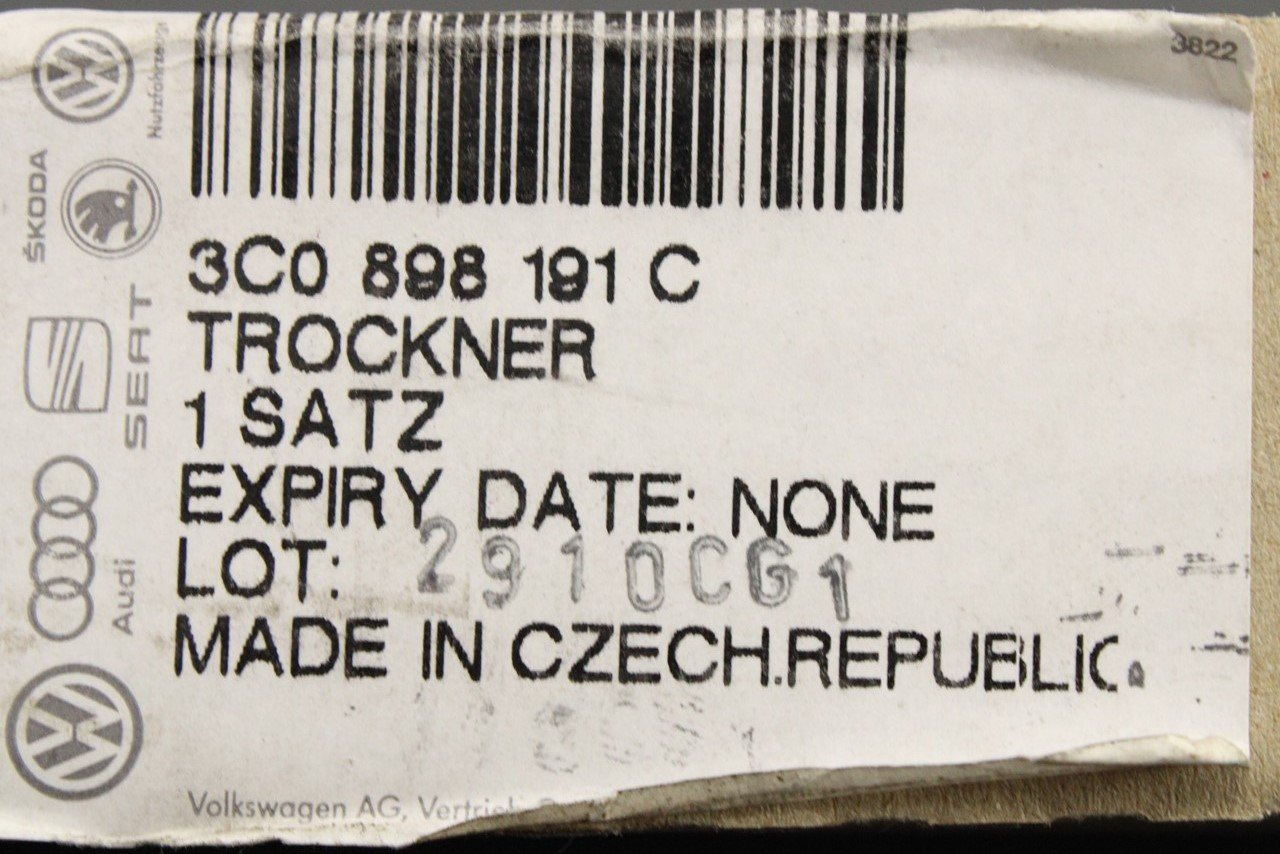 3822
Nutzfahrzeuge
ŠKODA
SEAT
Audi
3C0 898 191 C
TROCKNER
1 SATZ
EXPIRY DATE: NONE
LOT: 2910CG1
MADE IN CZECH.REPUBLIC.
Volkswagen AG,